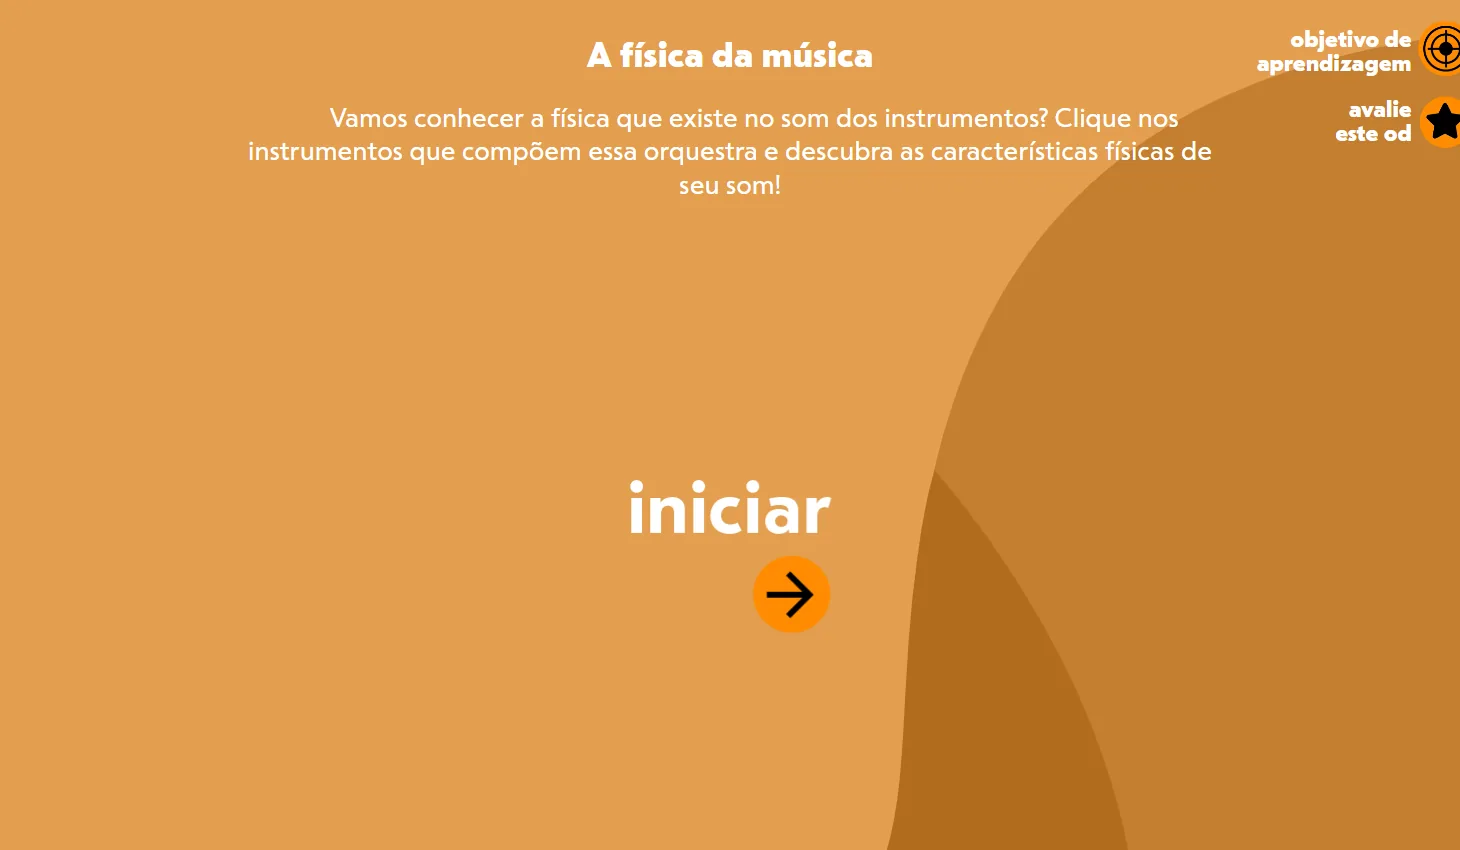 A física da música
Vamos conhecer a física que existe no som dos instrumentos? Clique nos
instrumentos que compõem essa orquestra e descubra as características físicas de
seu som!
objetivo de
aprendizagem
avalie
este od
iniciar